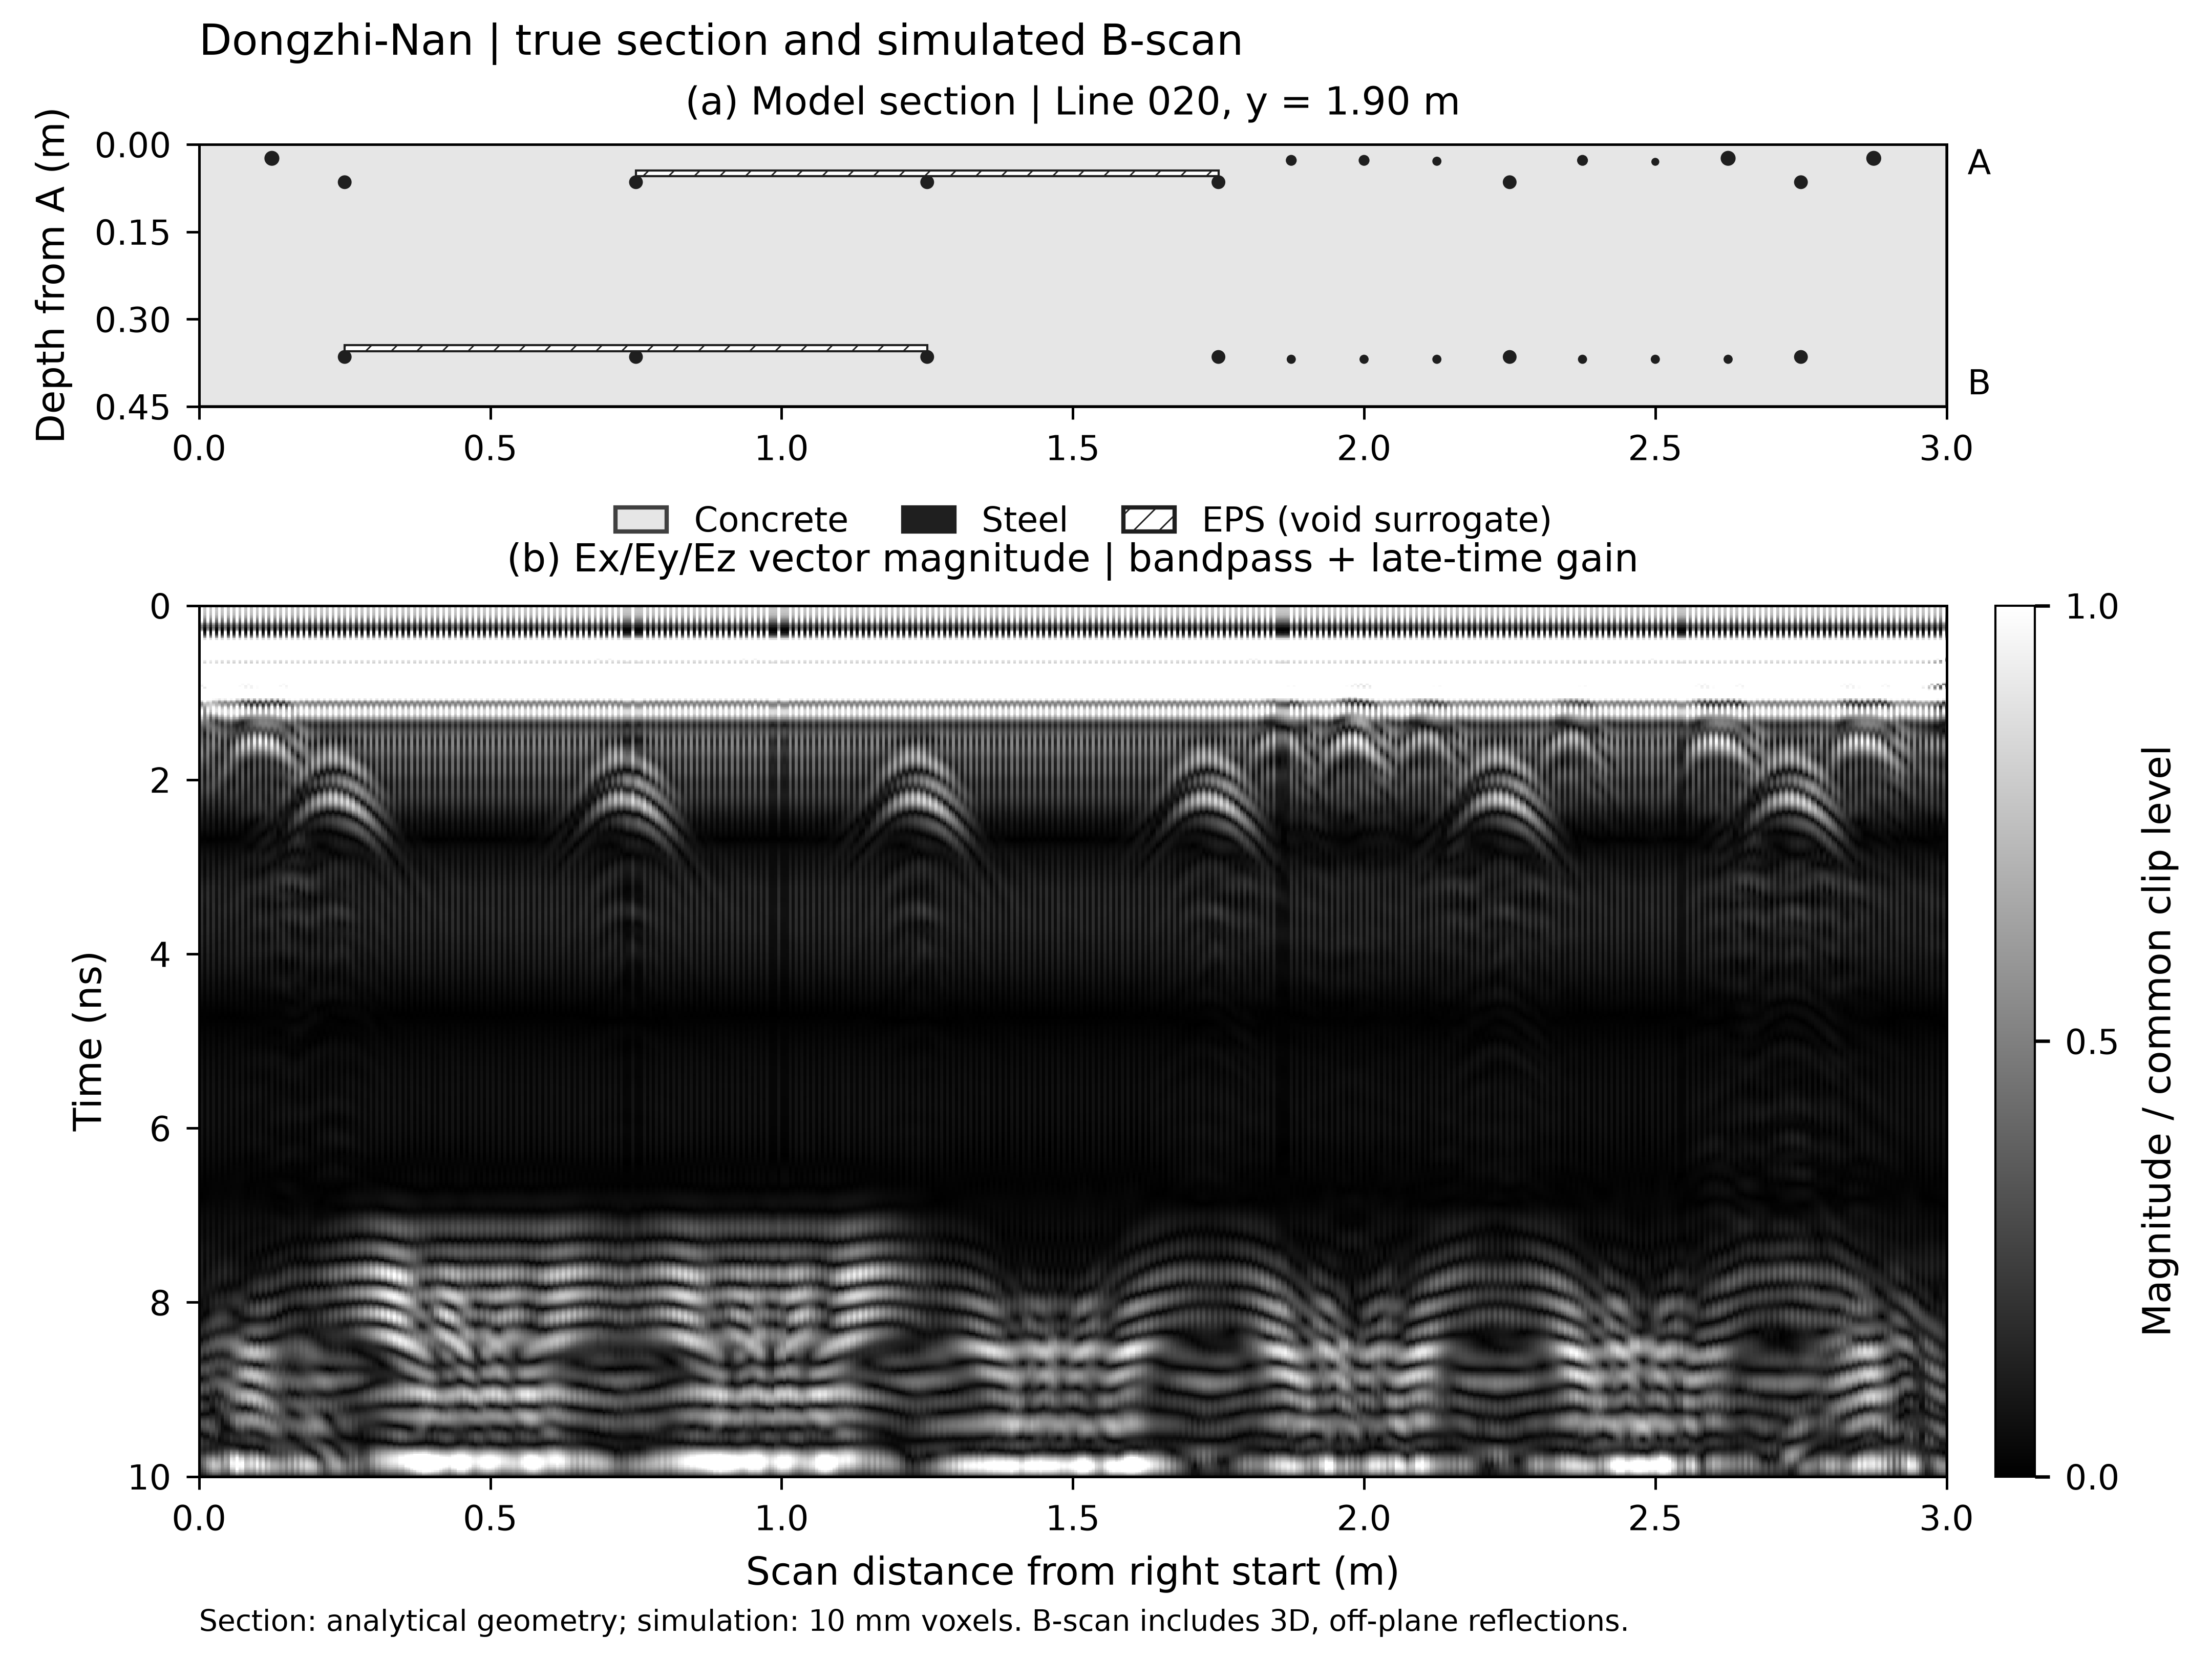 Dongzhi-Nan | true section and simulated B-scan
(a) Model section | Line 020, y = 1.90 m
Depth from A (m)
0.00
0.15
0.30
0.45
A
B
0.0 0.5 1.0 1.5 2.0 2.5 3.0
Concrete Steel EPS (void surrogate)
(b) Ex/Ey/Ez vector magnitude | bandpass + late-time gain
Time (ns)
0
2
4
6
8
10
1.0
0.5
0.0
Magnitude / common clip level
0.0 0.5 1.0 1.5 2.0 2.5 3.0
Scan distance from right start (m)
Section: analytical geometry; simulation: 10 mm voxels. B-scan includes 3D, off-plane reflections.